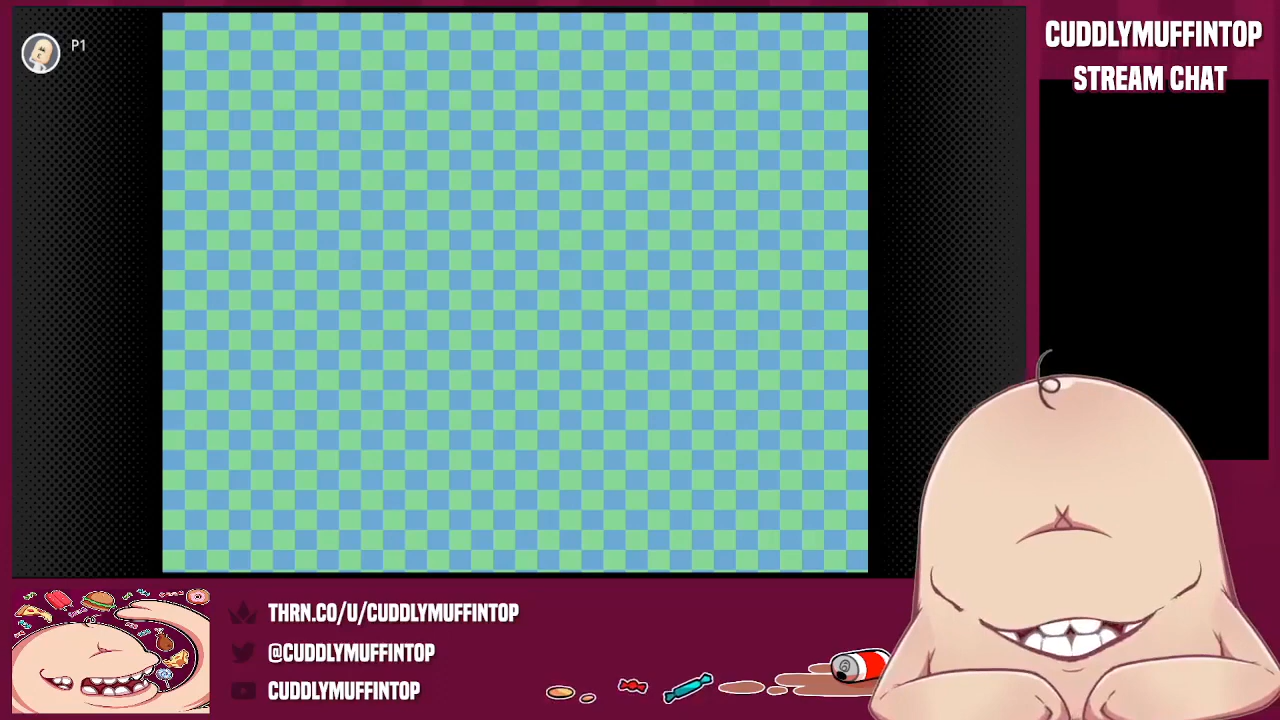 P1
CUDDLYMUFFINTOP
STREAM CHAT
THRN.CO/U/CUDDLYMUFFINTOP
@CUDDLYMUFFINTOP
CUDDLYMUFFINTOP